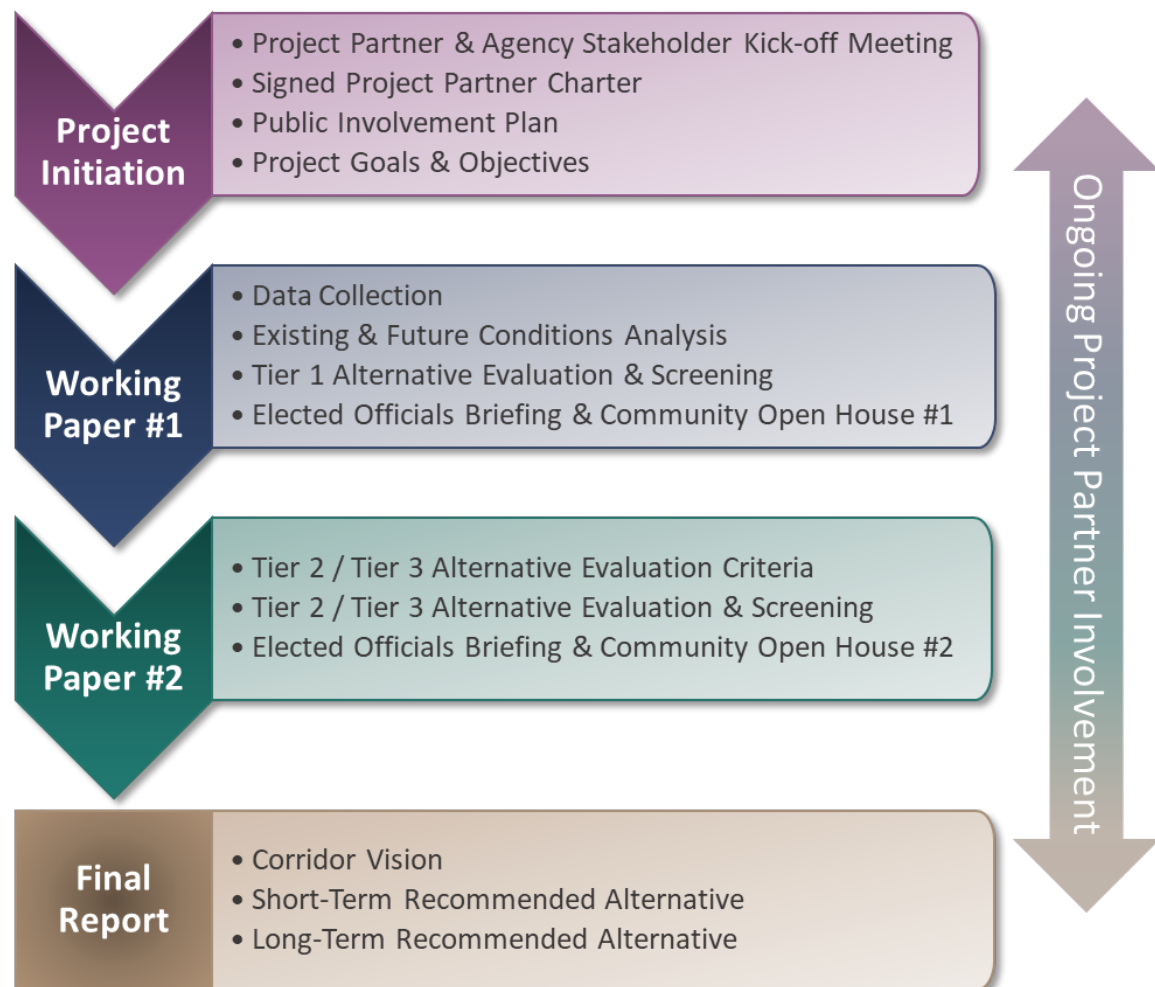 Project
Initiation
• Project Partner & Agency Stakeholder Kick-off Meeting
• Signed Project Partner Charter
• Public Involvement Plan
• Project Goals & Objectives
Working
Paper #1
• Data Collection
• Existing & Future Conditions Analysis
• Tier 1 Alternative Evaluation & Screening
• Elected Officials Briefing & Community Open House #1
Working
Paper #2
• Tier 2 / Tier 3 Alternative Evaluation Criteria
• Tier 2 / Tier 3 Alternative Evaluation & Screening
• Elected Officials Briefing & Community Open House #2
Final
Report
• Corridor Vision
• Short-Term Recommended Alternative
• Long-Term Recommended Alternative
Ongoing Project Partner Involvement